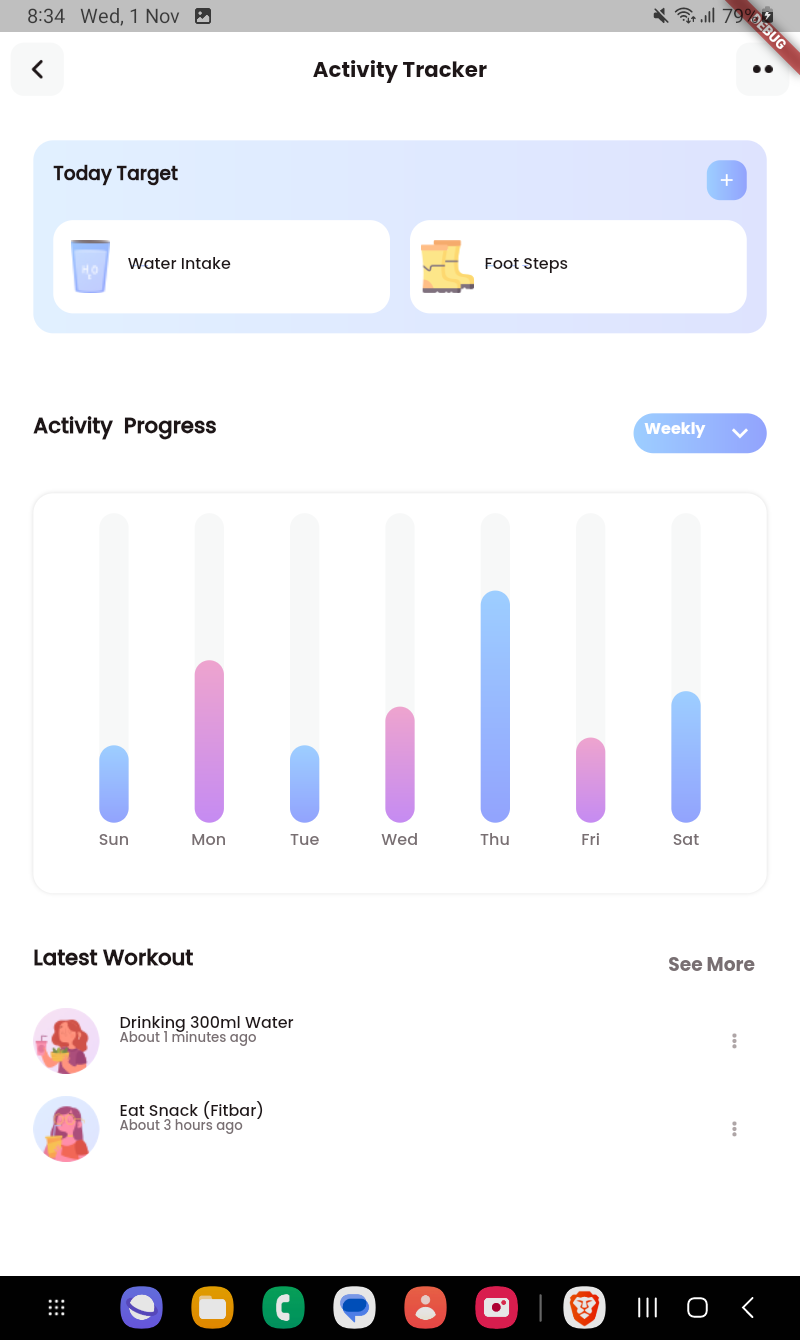 8:34 Wed, 1 Nov 79%
DEBUG
Activity Tracker
Today Target
+
Water Intake
H2O
Foot Steps
Activity Progress
Weekly
Sun Mon Tue Wed Thu Fri Sat
Latest Workout
See More
Drinking 300ml Water
About 1 minutes ago
Eat Snack (Fitbar)
About 3 hours ago